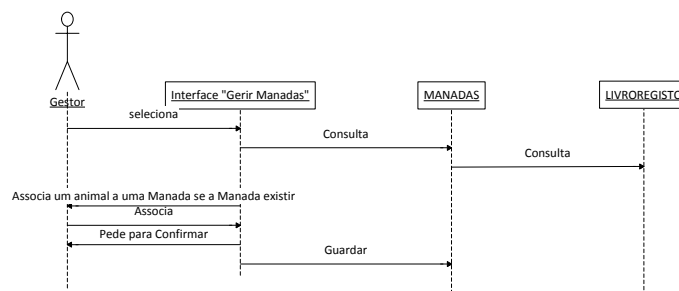 Gestor
Interface "Gerir Manadas"
MANADAS
LIVROREGISTO
seleciona
Consulta
Consulta
Associa um animal a uma Manada se a Manada existir
Associa
Pede para Confirmar
Guardar